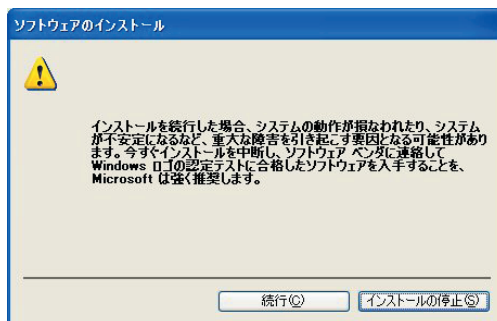 ソフトウェアのインストール
インストールを続行した場合、システムの動作が損なわれたり、システム
が不安定になるなど、重大な障害を引き起こす要因となる可能性があり
ます。今すぐインストールを中断し、ソフトウェア ベンダに連絡して
Windows ロゴの認定テストに合格したソフトウェアを入手することを、
Microsoft は強く推奨します。
続行(C)
インストールの停止(S)